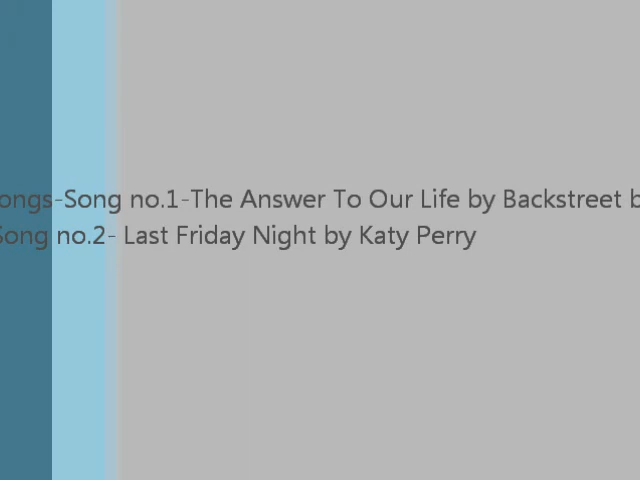 ongs-Song no.1-The Answer To Our Life by Backstreet b
Song no.2- Last Friday Night by Katy Perry